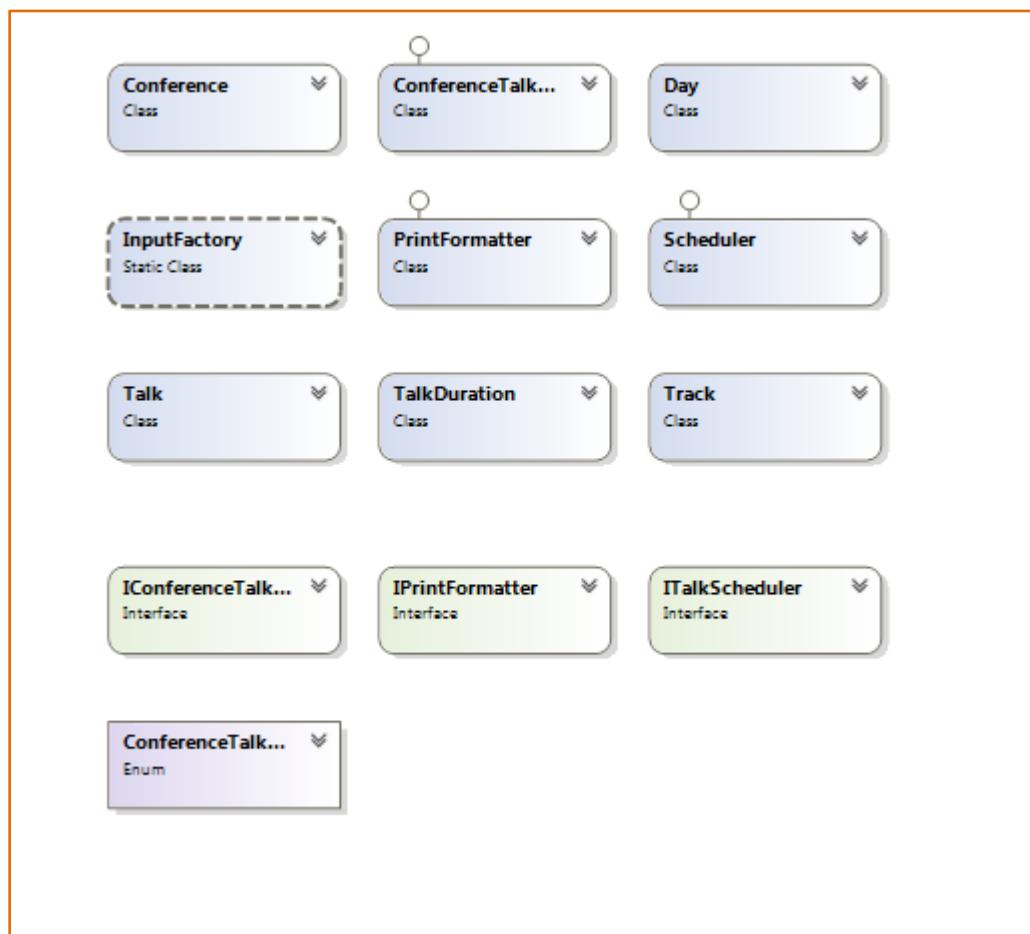 Conference
Class
ConferenceTalk...
Class
Day
Class
InputFactory
Static Class
PrintFormatter
Class
Scheduler
Class
Talk
Class
TalkDuration
Class
Track
Class
IConferenceTalk...
Interface
IPrintFormatter
Interface
ITalkScheduler
Interface
ConferenceTalk...
Enum